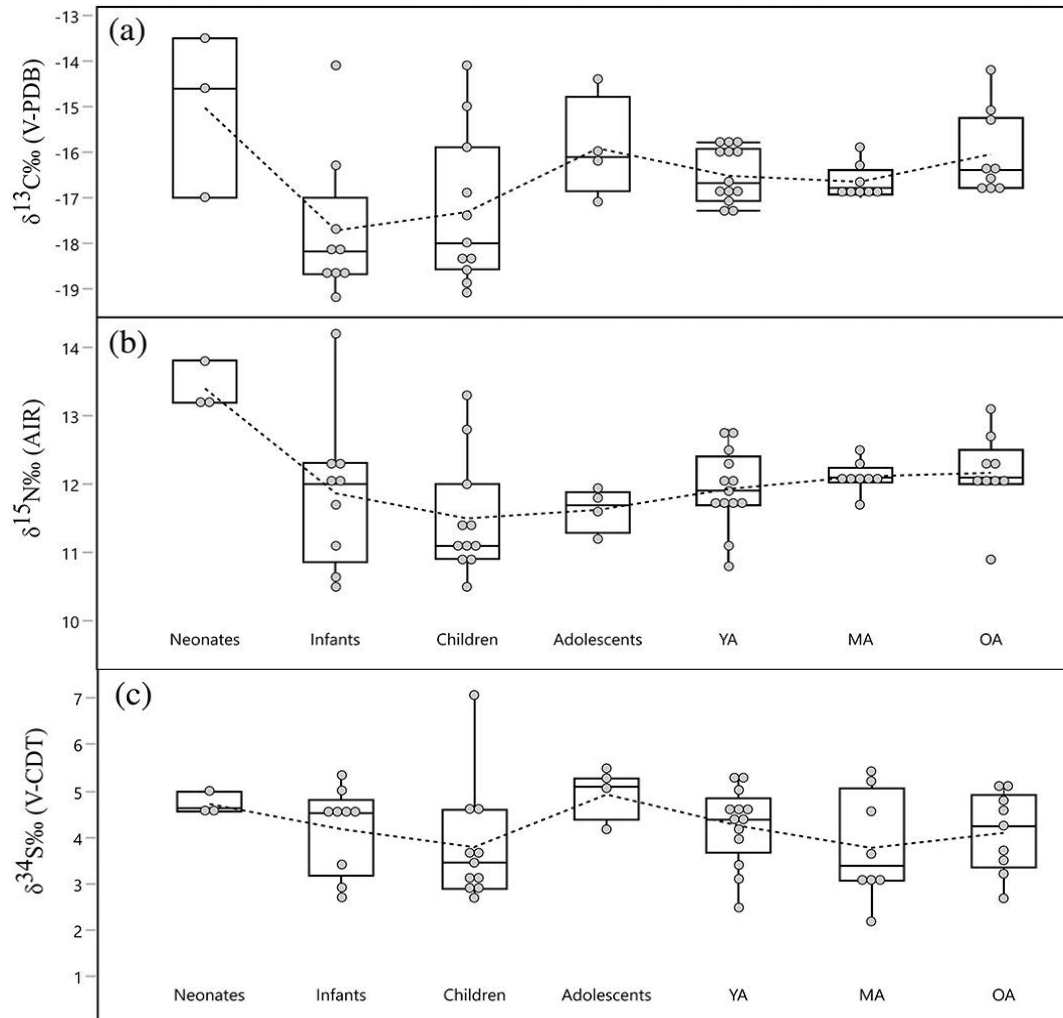 (a)
δ13C‰ (V-PDB)
-13
-14
-15
-16
-17
-18
-19
(b)
δ15N‰ (AIR)
14
13
12
11
10
Neonates Infants Children Adolescents YA MA OA
(c)
δ34S‰ (V-CDT)
7
6
5
4
3
2
1
Neonates Infants Children Adolescents YA MA OA